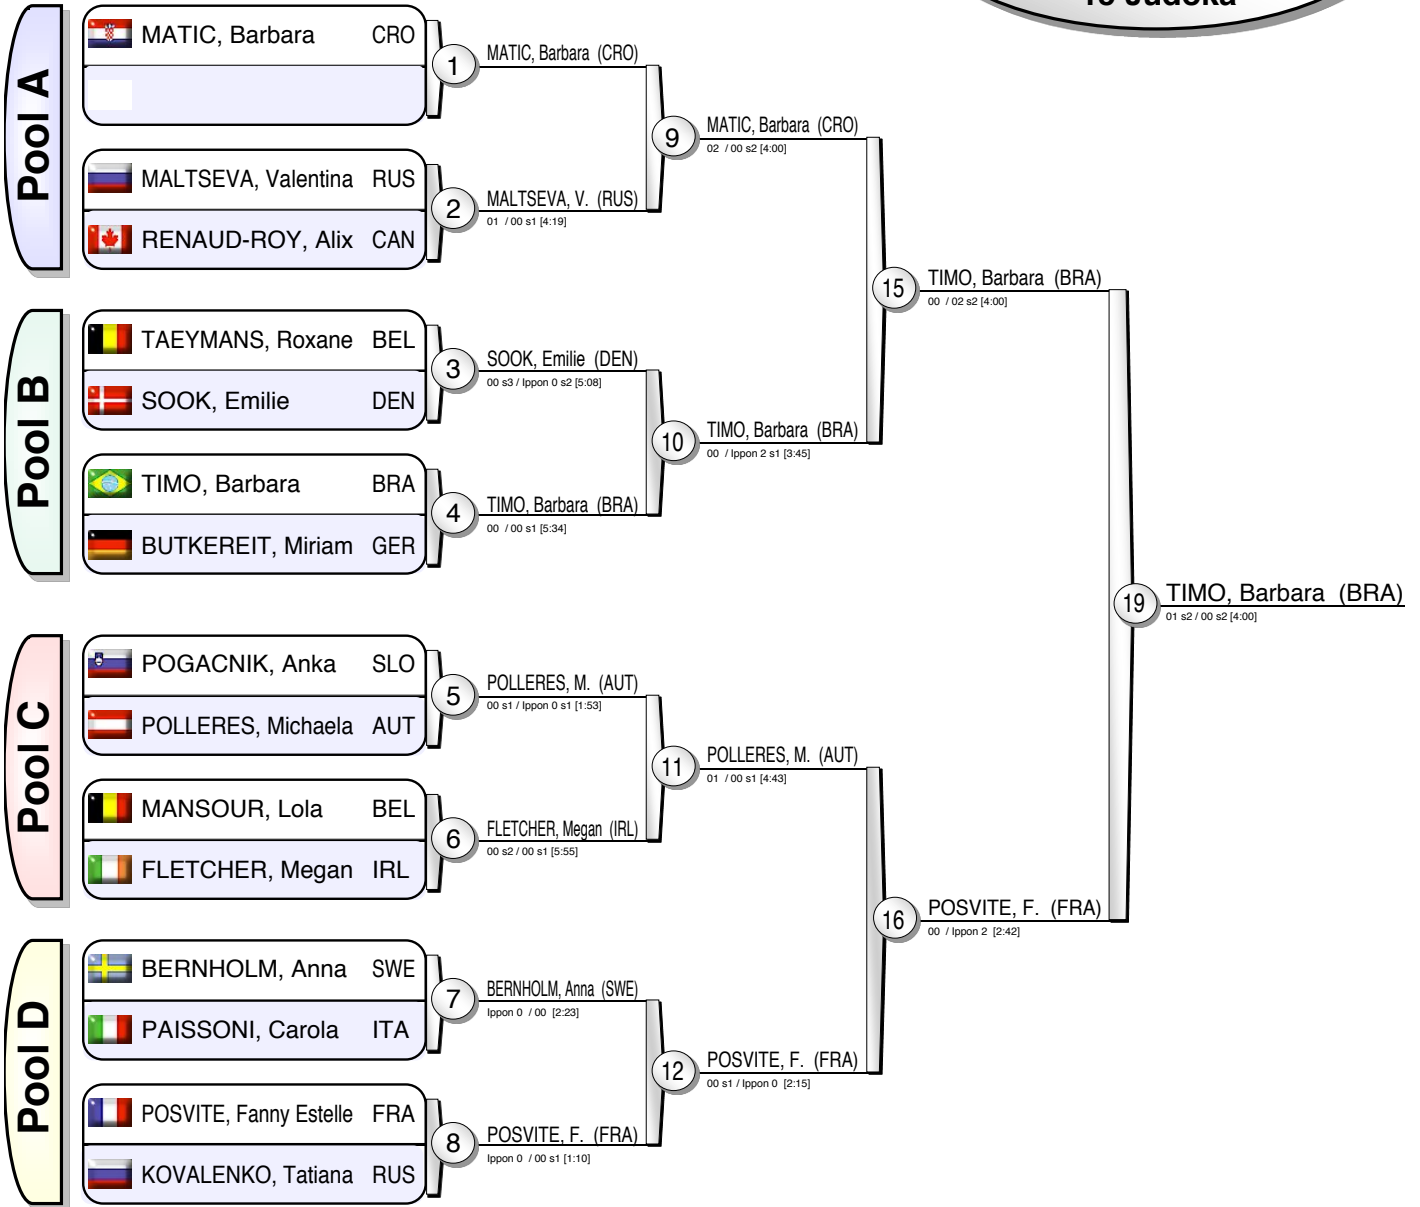 15 Judoka
Pool A
MATIC, Barbara CRO
1
MATIC, Barbara (CRO)
MALTSEVA, Valentina RUS
RENAUD-ROY, Alix CAN
2
MALTSEVA, V. (RUS)
01 / 00 s1 [4:19]
9
MATIC, Barbara (CRO)
02 / 00 s2 [4:00]
Pool B
TAEYMANS, Roxane BEL
SOOK, Emilie DEN
3
SOOK, Emilie (DEN)
00 s3 / Ippon 0 s2 [5:08]
TIMO, Barbara BRA
BUTKEREIT, Miriam GER
4
TIMO, Barbara (BRA)
00 / 00 s1 [5:34]
10
TIMO, Barbara (BRA)
00 / Ippon 2 s1 [3:45]
15
TIMO, Barbara (BRA)
00 / 02 s2 [4:00]
Pool C
POGACNIK, Anka SLO
POLLERES, Michaela AUT
5
POLLERES, M. (AUT)
00 s1 / Ippon 0 s1 [1:53]
MANSOUR, Lola BEL
FLETCHER, Megan IRL
6
FLETCHER, Megan (IRL)
00 s2 / 00 s1 [5:55]
11
POLLERES, M. (AUT)
01 / 00 s1 [4:43]
Pool D
BERNHOLM, Anna SWE
PAISSONI, Carola ITA
7
BERNHOLM, Anna (SWE)
Ippon 0 / 00 [2:23]
POSVITE, Fanny Estelle FRA
KOVALENKO, Tatiana RUS
8
POSVITE, F. (FRA)
Ippon 0 / 00 s1 [1:10]
12
POSVITE, F. (FRA)
00 s1 / Ippon 0 [2:15]
16
POSVITE, F. (FRA)
00 / Ippon 2 [2:42]
19
TIMO, Barbara (BRA)
01 s2 / 00 s2 [4:00]